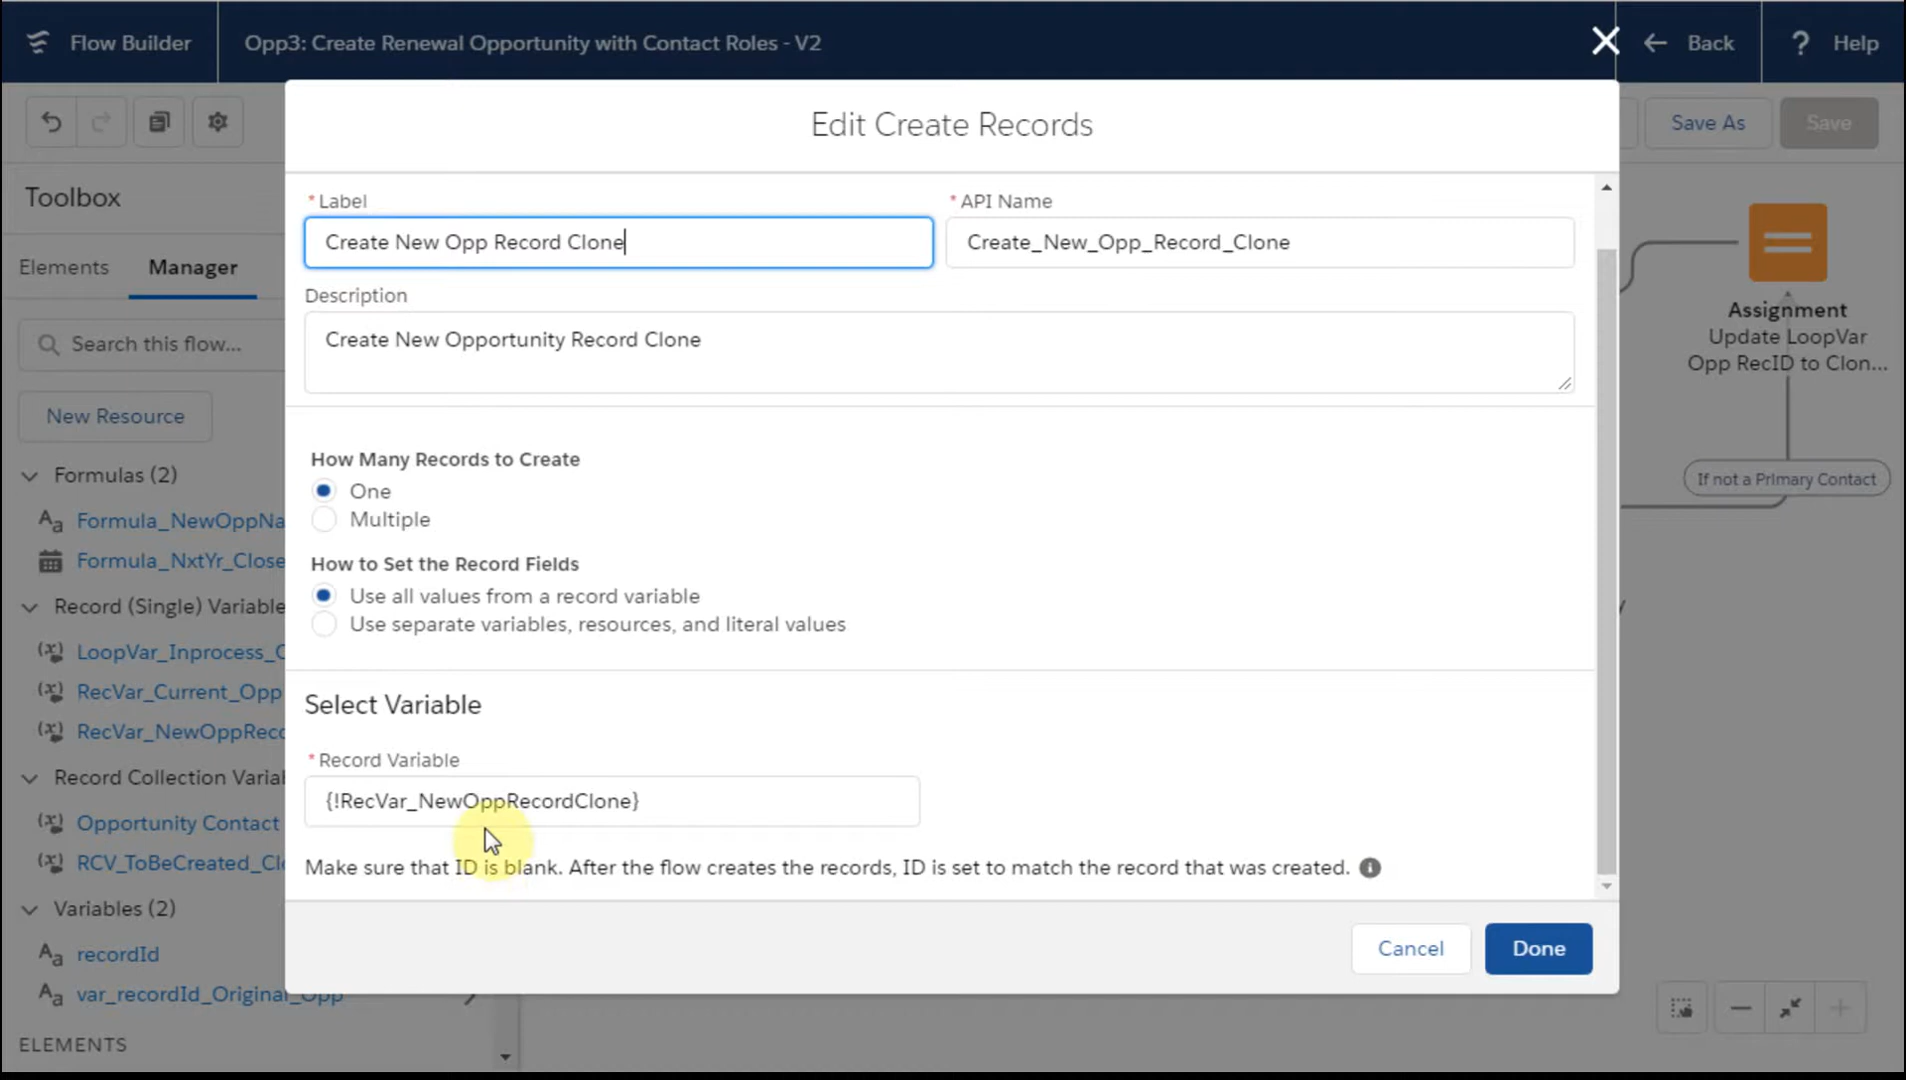 Flow Builder
Opp3: Create Renewal Opportunity with Contact Roles - V2
Back
? Help
Save As
Save
Edit Create Records
Toolbox
Elements
Manager
Search this flow...
New Resource
Formulas (2)
Formula_NewOppNa
Formula_NxtYr_Close
Record (Single) Variable
LoopVar_Inprocess_C
RecVar_Current_Opp
RecVar_NewOppReco
Record Collection Varia
Opportunity Contact
RCV_ToBeCreated_Clo
Variables (2)
recordId
var_recordId_Original_Opp
ELEMENTS
* Label
Create New Opp Record Clone
* API Name
Create_New_Opp_Record_Clone
Description
Create New Opportunity Record Clone
How Many Records to Create
One
Multiple
How to Set the Record Fields
Use all values from a record variable
Use separate variables, resources, and literal values
Select Variable
* Record Variable
{!RecVar_NewOppRecordClone}
Make sure that ID is blank. After the flow creates the records, ID is set to match the record that was created.
Cancel
Done
Assignment
Update LoopVar
Opp RecID to Clon...
If not a Primary Contact